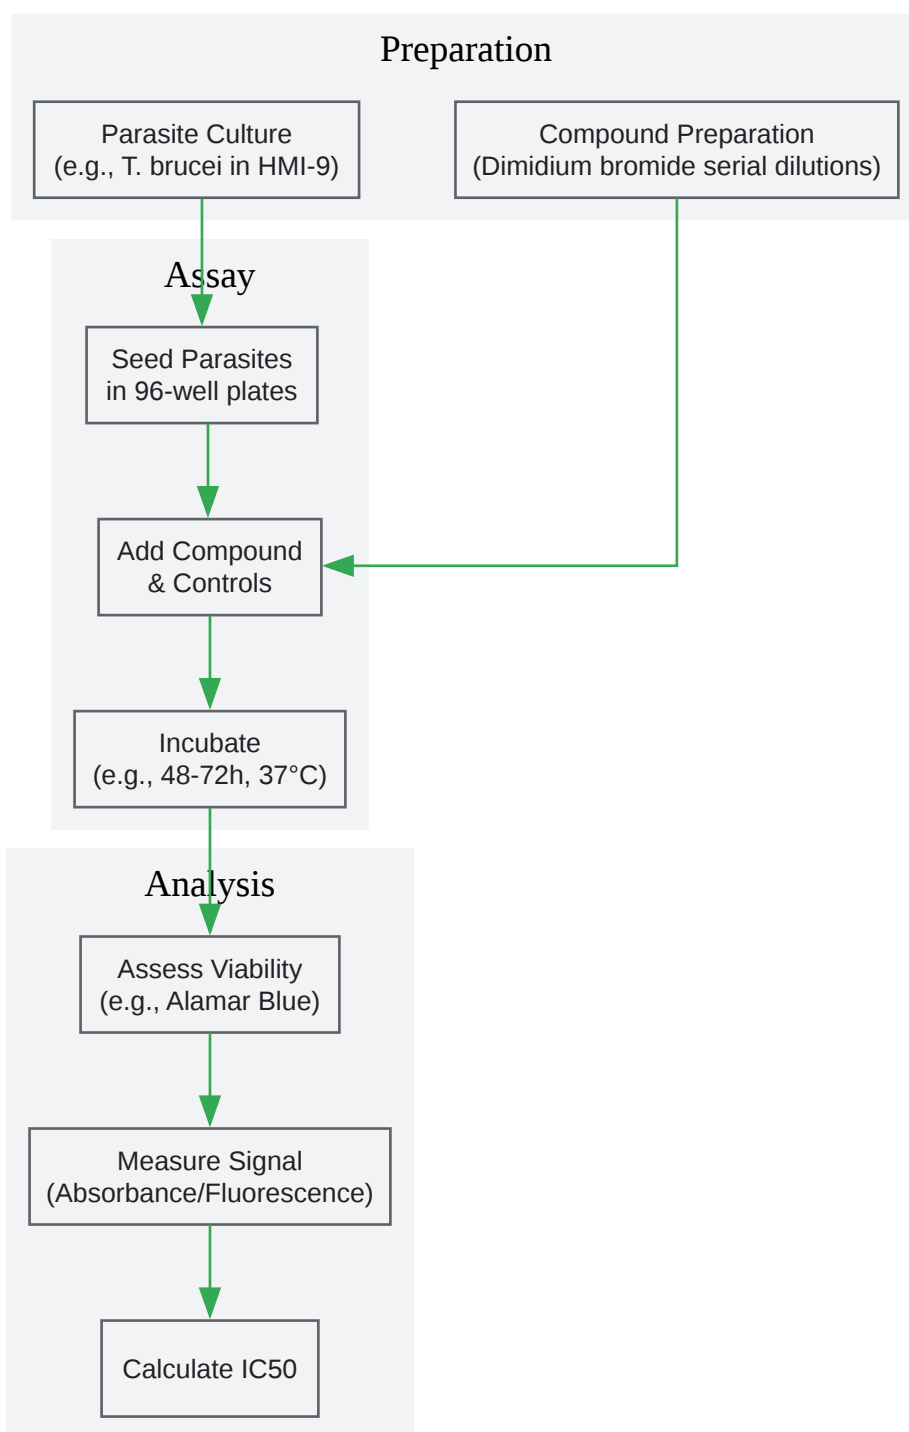 Preparation
Parasite Culture
(e.g., T. brucei in HMI-9)
Compound Preparation
(Dimidium bromide serial dilutions)
Assay
Seed Parasites
in 96-well plates
Add Compound
& Controls
Incubate
(e.g., 48-72h, 37°C)
Analysis
Assess Viability
(e.g., Alamar Blue)
Measure Signal
(Absorbance/Fluorescence)
Calculate IC50